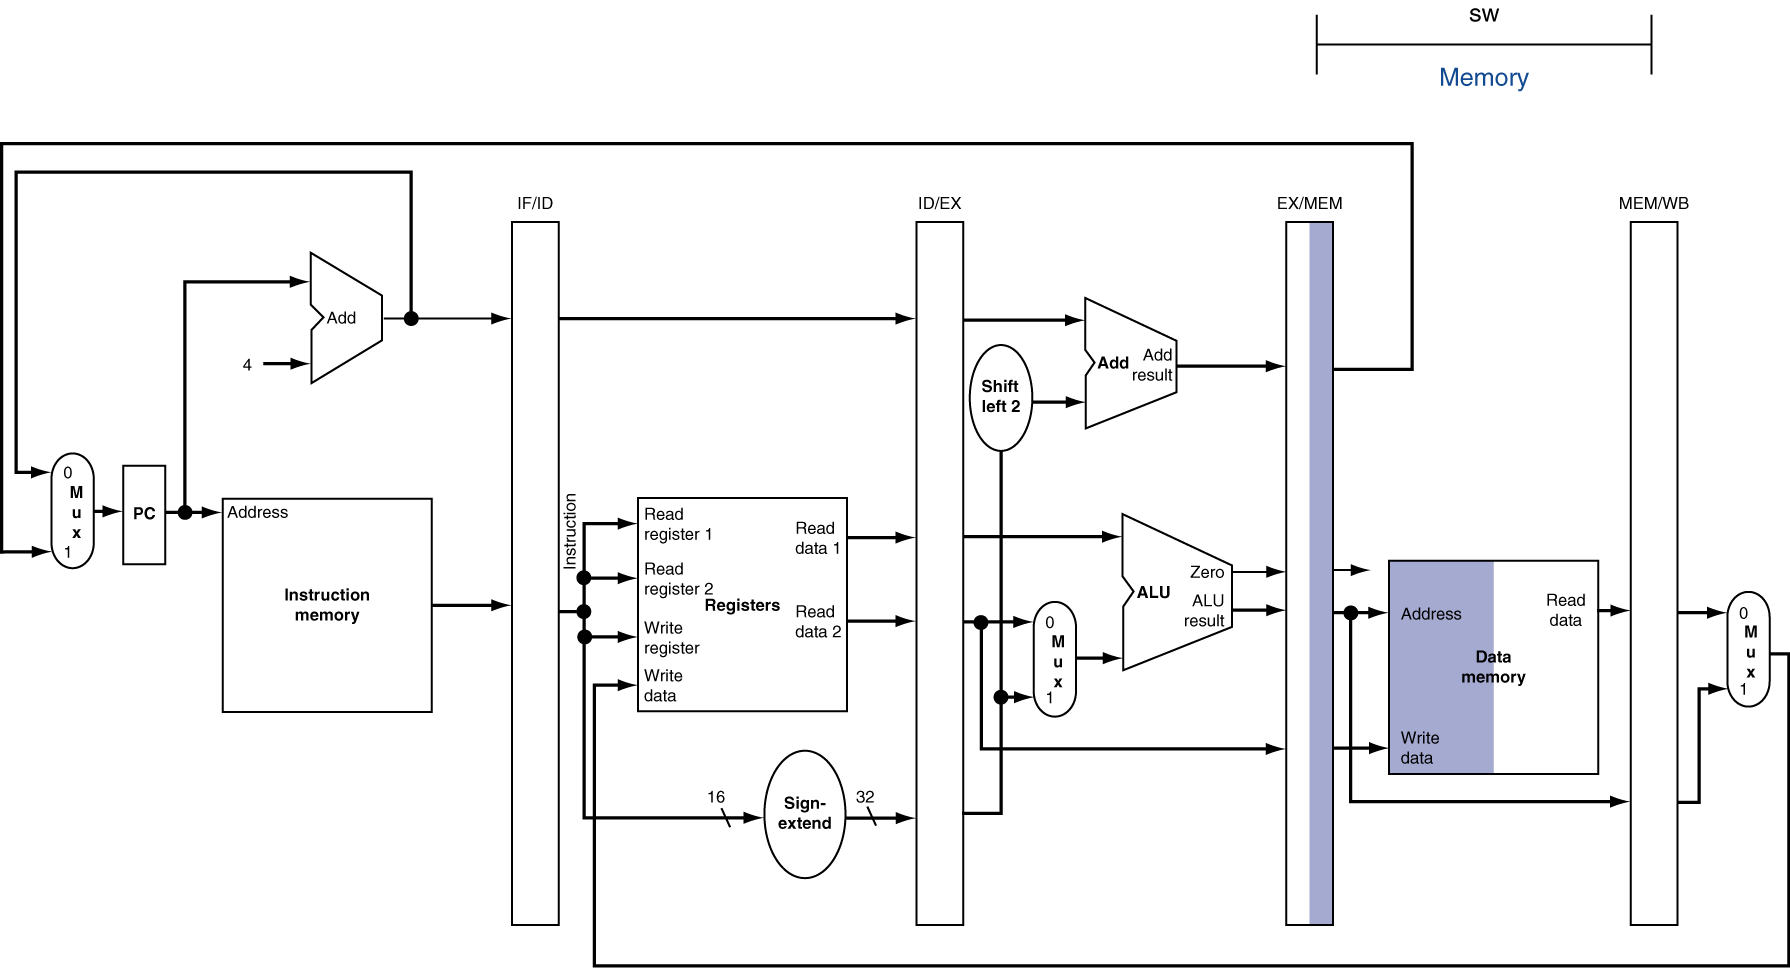 SW
Memory
IF/ID
ID/EX
EX/MEM
MEM/WB
Add
4
Add
Add
result
Shift
left 2
0
M
u
x
1
PC
Address
Instruction
memory
Instruction
Read
register 1
Read
register 2
Write
register
Write
data
Registers
Read
data 1
Read
data 2
16
Sign-
extend
32
0
M
u
x
1
ALU
Zero
ALU
result
Address
Read
data
Data
memory
Write
data
0
M
u
x
1